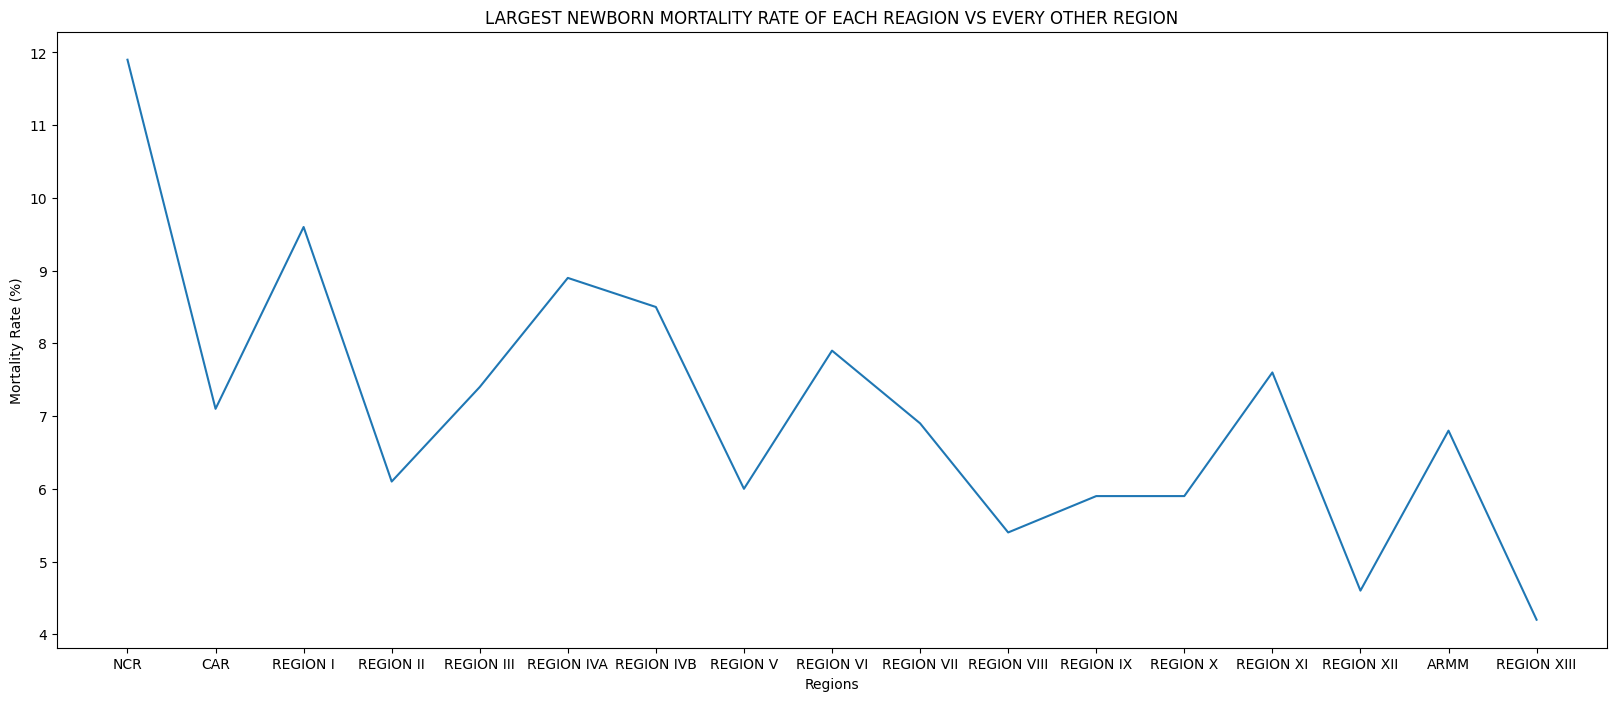 LARGEST NEWBORN MORTALITY RATE OF EACH REAGION VS EVERY OTHER REGION
Mortality Rate (%)
12
11
10
9
8
7
6
5
4
NCR CAR REGION I REGION II REGION III REGION IVA REGION IVB REGION V REGION VI REGION VII REGION VIII REGION IX REGION X REGION XI REGION XII ARMM REGION XIII
Regions